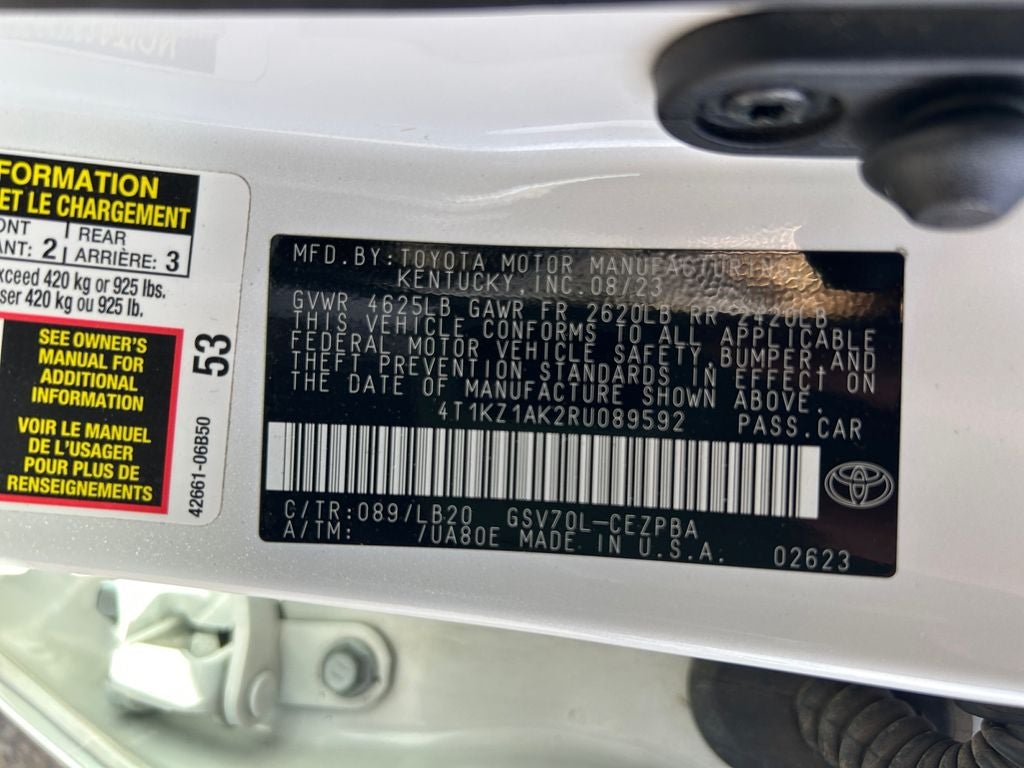 FORMATION
ET LE CHARGEMENT
ONT
ANT: 2
REAR
ARRIÈRE: 3
xceed 420 kg or 925 lbs.
ser 420 kg ou 925 lb.
SEE OWNER'S
MANUAL FOR
ADDITIONAL
INFORMATION
VOIR LE MANUEL
DE L'USAGER
POUR PLUS DE
RENSEIGNEMENTS
53
42661-06B50
MFD. BY: TOYOTA MOTOR MANUFACTURING,
KENTUCKY, INC. 08/23
GVWR 4625LB GAWR FR 2620LB RR 2420LB
THIS VEHICLE CONFORMS TO ALL APPLICABLE
FEDERAL MOTOR VEHICLE SAFETY, BUMPER, AND
THEFT PREVENTION STANDARDS IN EFFECT ON
THE DATE OF MANUFACTURE SHOWN ABOVE.
4T1KZ1AK2RU089592 PASS.CAR
C/TR: 089/LB20 GSV70L-CEZPBA
A/TM: /UA80E MADE IN U.S.A. 02623